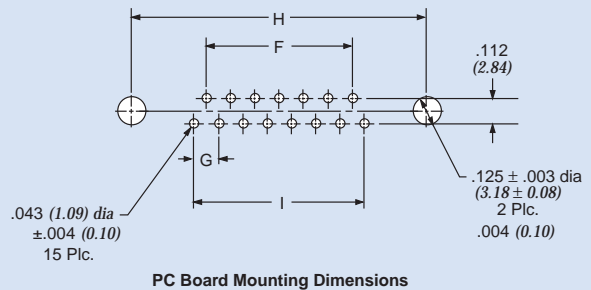 H
F
.112
(2.84)
G
I
.043 (1.09) dia
±.004 (0.10)
15 Plc.
.125 ± .003 dia
(3.18 ± 0.08)
2 Plc.
.004 (0.10)
PC Board Mounting Dimensions